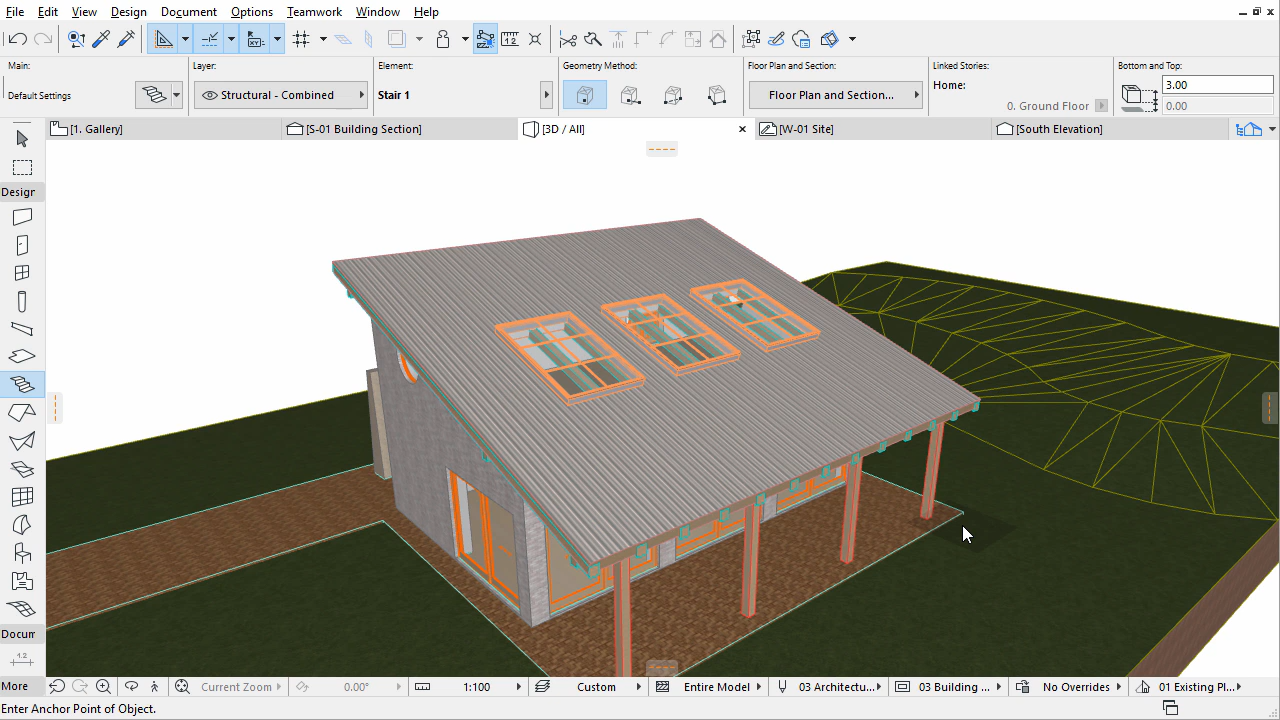 File Edit View Design Document Options Teamwork Window Help
Main: Layer: Element: Geometry Method: Floor Plan and Section: Linked Stories: Bottom and Top:
Default Settings Structural - Combined Stair 1 Floor Plan and Section... Home: 3.00
0. Ground Floor 0.00
[1. Gallery] [S-01 Building Section] [3D / All] [W-01 Site] [South Elevation]
Design
Docum
1.2
More Current Zoom 0.00° 1:100 Custom Entire Model 03 Architectu... 03 Building ... No Overrides 01 Existing Pl...
Enter Anchor Point of Object.